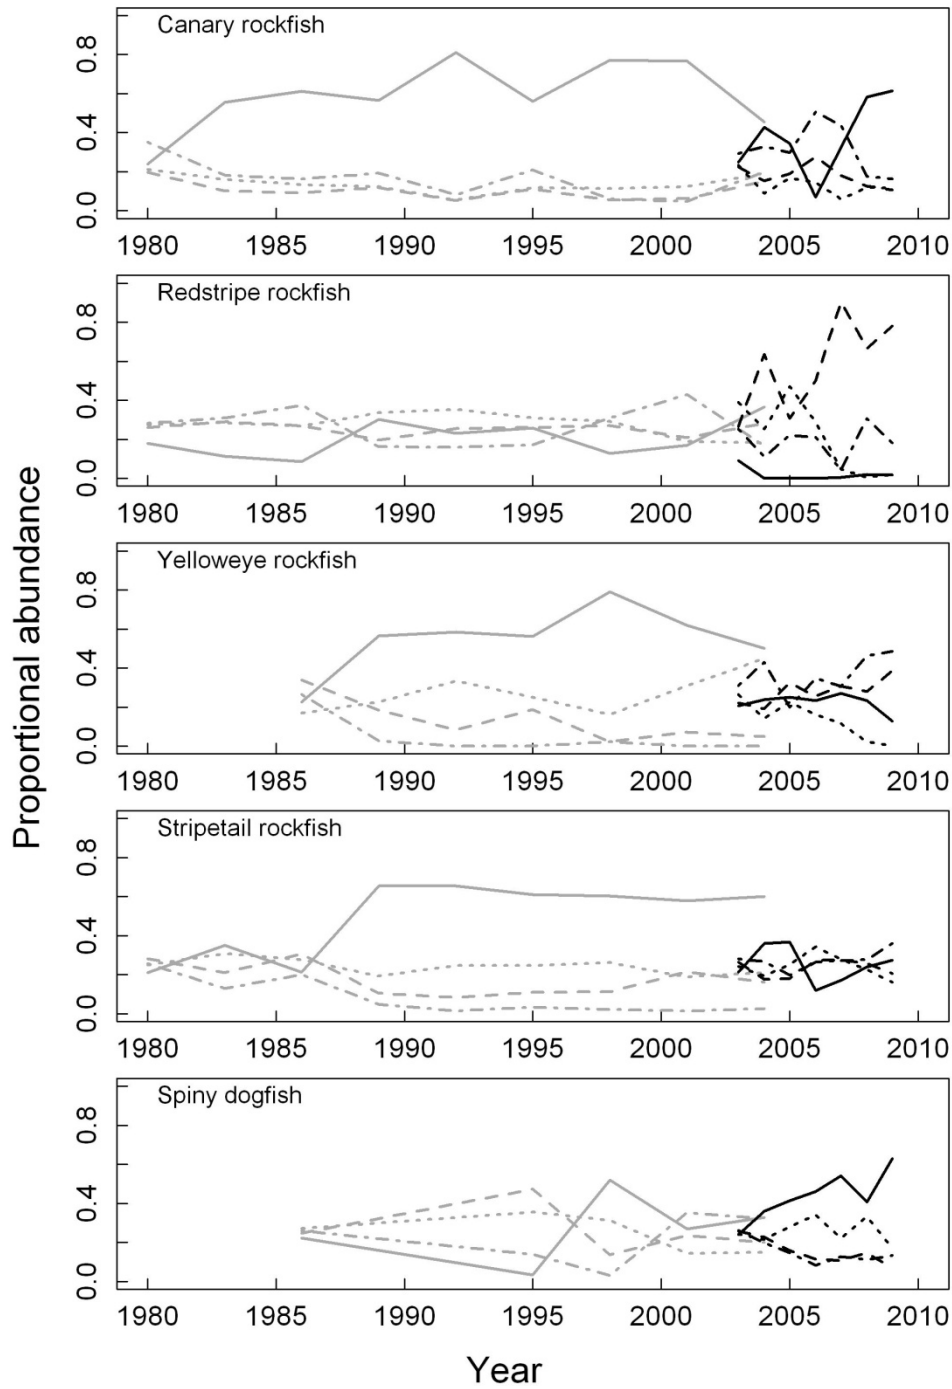 Proportional abundance
Canary rockfish
0.8
0.4
0.0
1980 1985 1990 1995 2000 2005 2010
Redstripe rockfish
0.8
0.4
0.0
1980 1985 1990 1995 2000 2005 2010
Yelloweye rockfish
0.8
0.4
0.0
1980 1985 1990 1995 2000 2005 2010
Stripetail rockfish
0.8
0.4
0.0
1980 1985 1990 1995 2000 2005 2010
Spiny dogfish
0.8
0.4
0.0
1980 1985 1990 1995 2000 2005 2010
Year